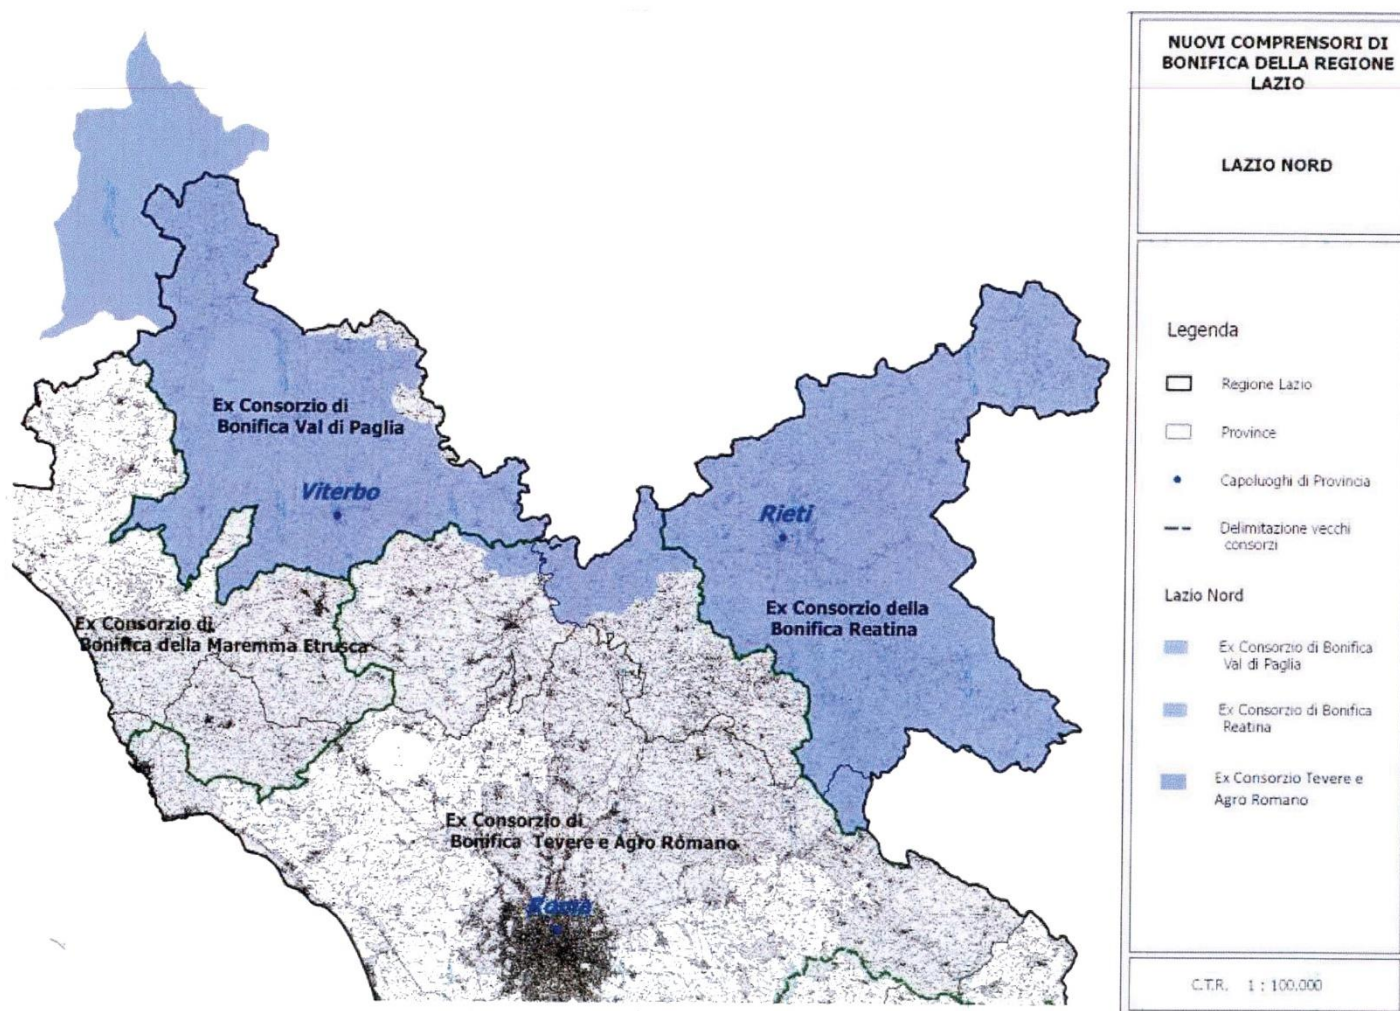 NUOVI COMPRENSORI DI
BONIFICA DELLA REGIONE
LAZIO
LAZIO NORD
Legenda
Regione Lazio
Province
Capoluoghi di Provincia
Delimitazione vecchi
consorzi
Lazio Nord
Ex Consorzio di Bonifica
Val di Paglia
Ex Consorzio di Bonifica
Reatina
Ex Consorzio Tevere e
Agro Romano
C.T.R. 1 : 100.000
Ex Consorzio di
Bonifica Val di Paglia
Viterbo
Rieti
Ex Consorzio della
Bonifica Reatina
Ex Consorzio di
Bonifica della Maremma Etrusca
Ex Consorzio di
Bonifica Tevere e Agro Romano
Roma